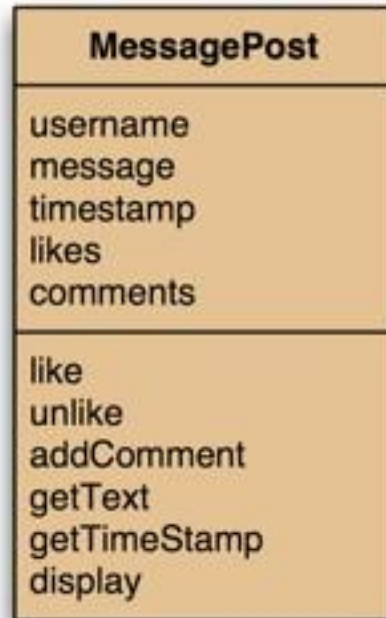 MessagePost
username
message
timestamp
likes
comments
like
unlike
addComment
getText
getTimeStamp
display